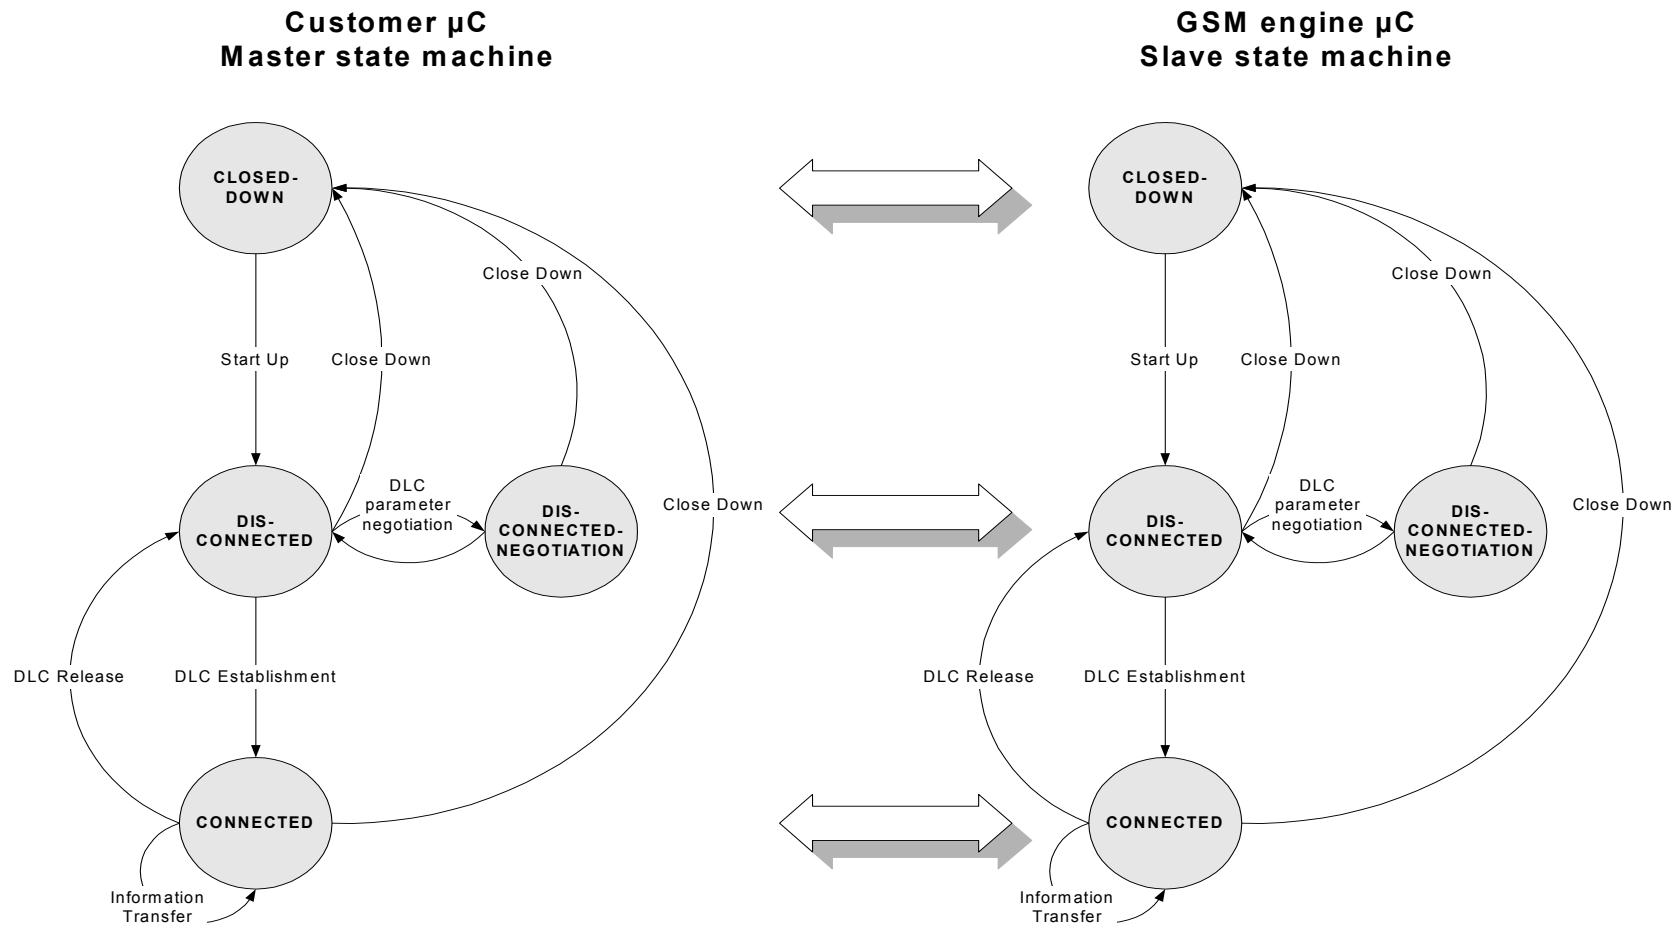 Customer µC
Master state machine
CLOSED-
DOWN
Close Down
Start Up
Close Down
DLC
parameter
negotiation
Close Down
DIS-
CONNECTED
DIS-
CONNECTED-
NEGOTIATION
DLC Release
DLC Establishment
CONNECTED
Information
Transfer
GSM engine µC
Slave state machine
CLOSED-
DOWN
Close Down
Start Up
Close Down
DLC
parameter
negotiation
Close Down
DIS-
CONNECTED
DIS-
CONNECTED-
NEGOTIATION
DLC Release
DLC Establishment
CONNECTED
Information
Transfer